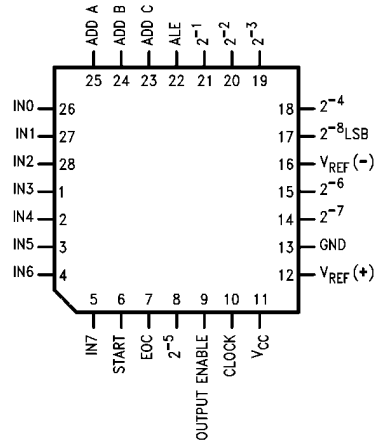 ADD A
ADD B
ADD C
ALE
2⁻¹
2⁻²
2⁻³
25 24 23 22 21 20 19
IN0 26
IN1 27
IN2 28
IN3 1
IN4 2
IN5 3
IN6 4
18 2⁻⁴
17 2⁻⁸LSB
16 VREF(−)
15 2⁻⁶
14 2⁻⁷
13 GND
12 VREF(+)
5 6 7 8 9 10 11
IN7
START
EOC
2⁻⁵
OUTPUT ENABLE
CLOCK
VCC